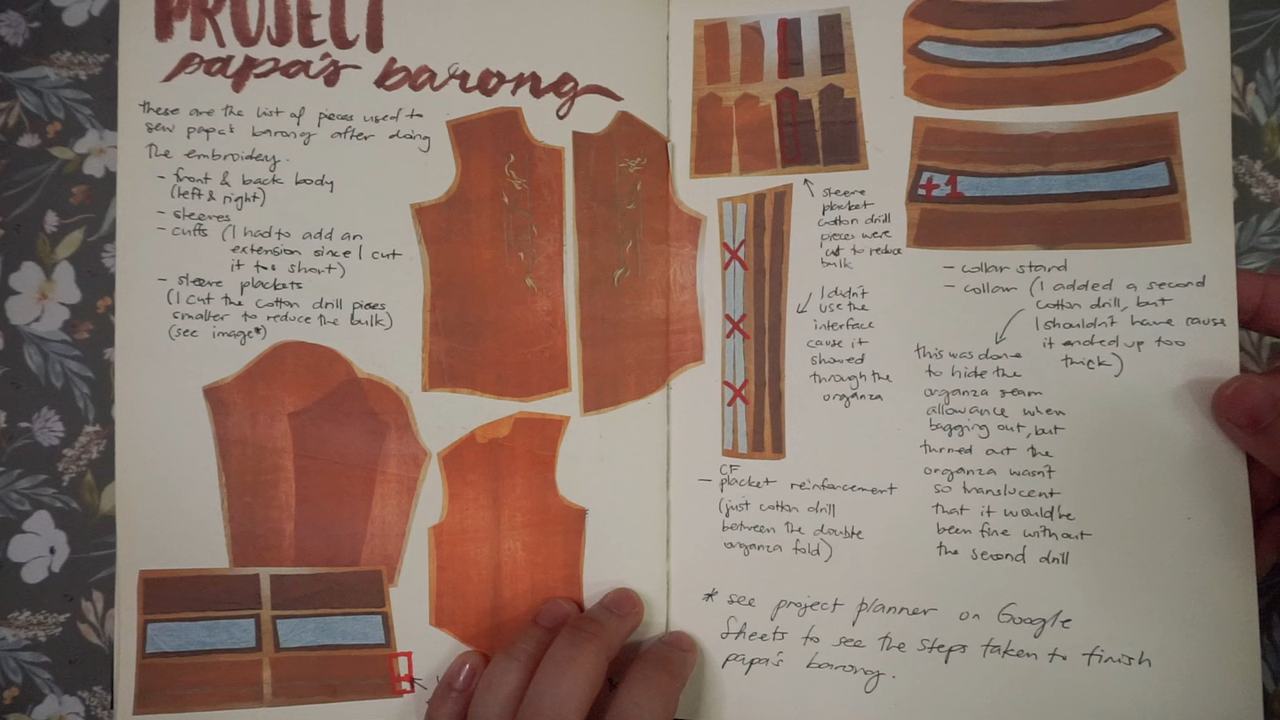 PROJECT
papa's barong
these are the list of pieces used to
sew papa's barong after doing
the embroidery.
- front & back body
(left & right)
- sleeves
- cuffs (I had to add an
extension since I cut
it too short)
- sleeve plackets
(I cut the cotton drill pieces
smaller to reduce the bulk)
(see image*)
sleeve
placket
cotton drill
pieces were
cut to reduce
bulk
I didn't
use the
interface
cause it
showed
through the
organza
CF
- placket reinforcement
(just cotton drill
between the double
organza fold)
+1
- collar stand
- collar (I added a second
cotton drill, but
I shouldn't have cause
it ended up too
thick)
this was done
to hide the
organza seam
allowance when
bagging out, but
turned out the
organza wasn't
so translucent
that it would've
been fine without
the second drill
* see project planner on Google
Sheets to see the steps taken to finish
papa's barong.